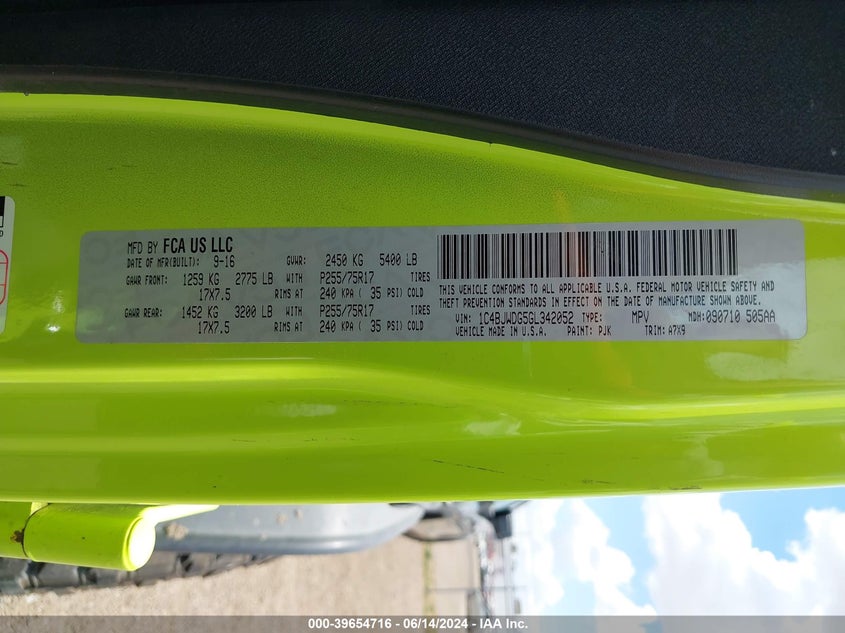 MFD BY FCA US LLC
DATE OF MFR(BUILT): 9-16 GVWR: 2450 KG 5400 LB
GAWR FRONT: 1259 KG 2775 LB WITH P255/75R17 TIRES
17X7.5 RIMS AT 240 KPA ( 35 PSI) COLD
GAWR REAR: 1452 KG 3200 LB WITH P255/75R17 TIRES
17X7.5 RIMS AT 240 KPA ( 35 PSI) COLD
THIS VEHICLE CONFORMS TO ALL APPLICABLE U.S.A. FEDERAL MOTOR VEHICLE SAFETY AND
THEFT PREVENTION STANDARDS IN EFFECT ON THE DATE OF MANUFACTURE SHOWN ABOVE.
VIN: 1C4BJWDG5GL342052 TYPE: MPV MDH: 090710 505AA
VEHICLE MADE IN U.S.A. PAINT: PJK TRIM: A7X9
000-39654716 - 06/14/2024 - IAA Inc.